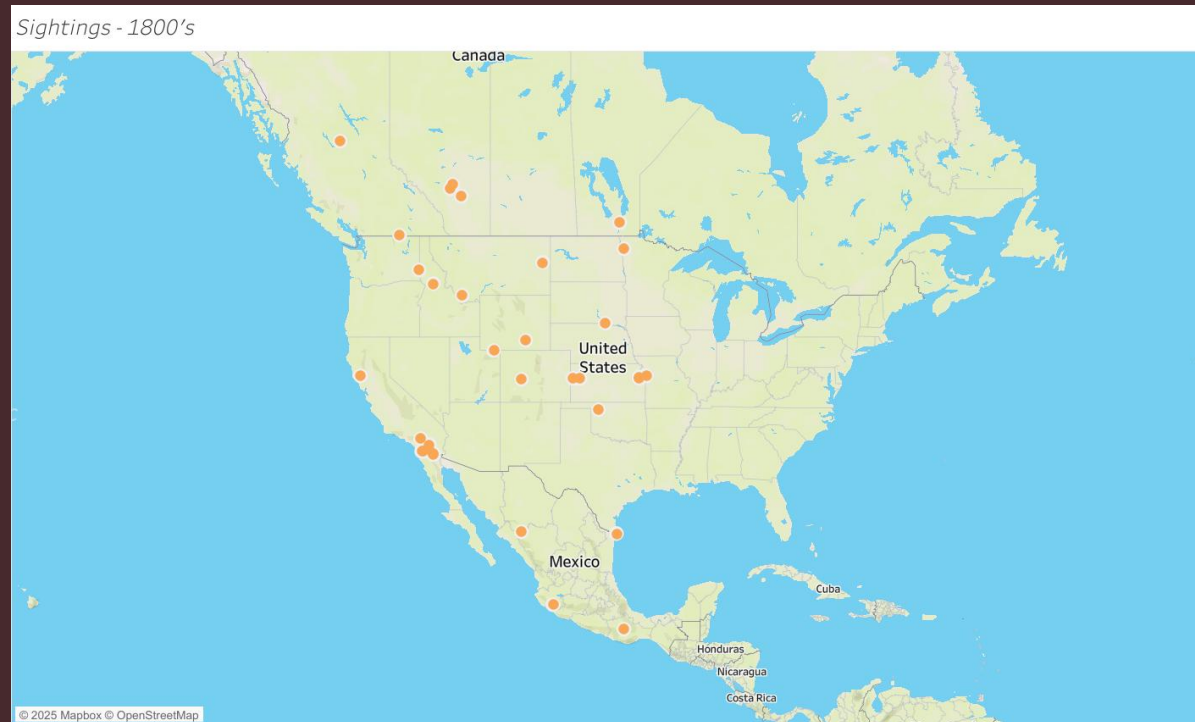 Sightings - 1800's
Canada
United
States
Mexico
Cuba
Honduras
Nicaragua
Costa Rica
© 2025 Mapbox © OpenStreetMap